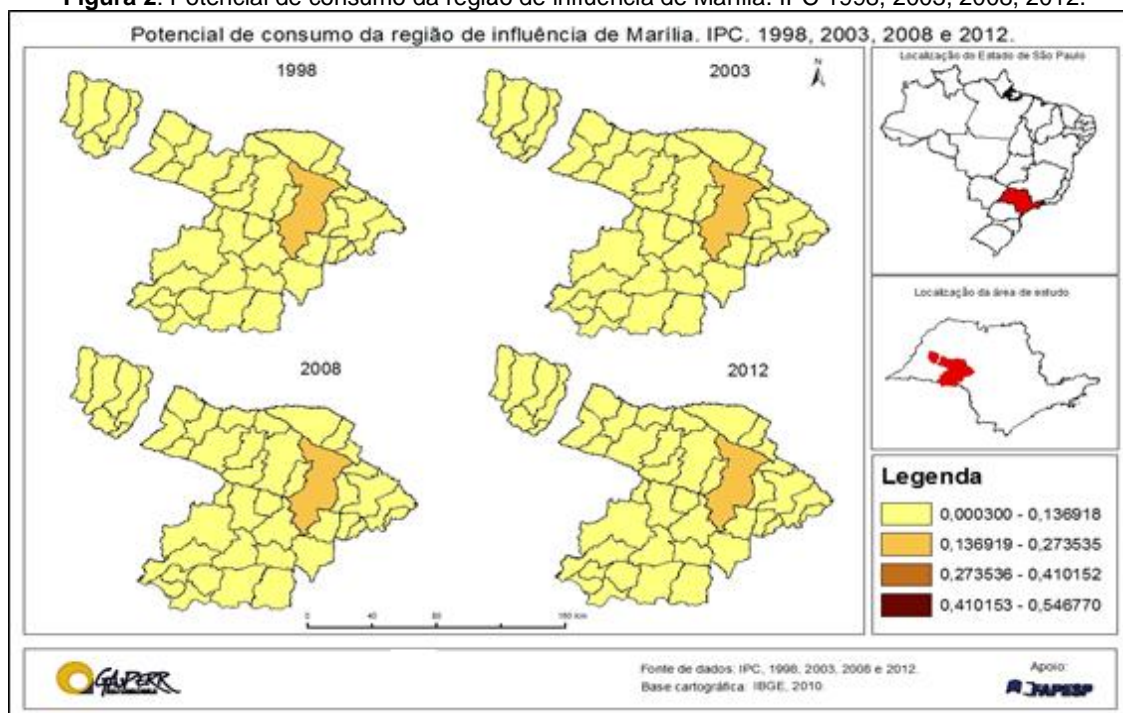 Figura 2. Potencial de consumo da região de influência de Marília. IPC 1998, 2003, 2008, 2012.
Potencial de consumo da região de influência de Marília. IPC. 1998, 2003, 2008 e 2012.
1998
2003
N
2008
2012
0 40 80 160 km
Localização do Estado de São Paulo
Localização da área de estudo
Legenda
0,000300 - 0,136918
0,136919 - 0,273535
0,273536 - 0,410152
0,410153 - 0,546770
GAsPERR
Fonte de dados: IPC, 1998, 2003, 2008 e 2012.
Base cartográfica: IBGE, 2010
Apoio:
FAPESP